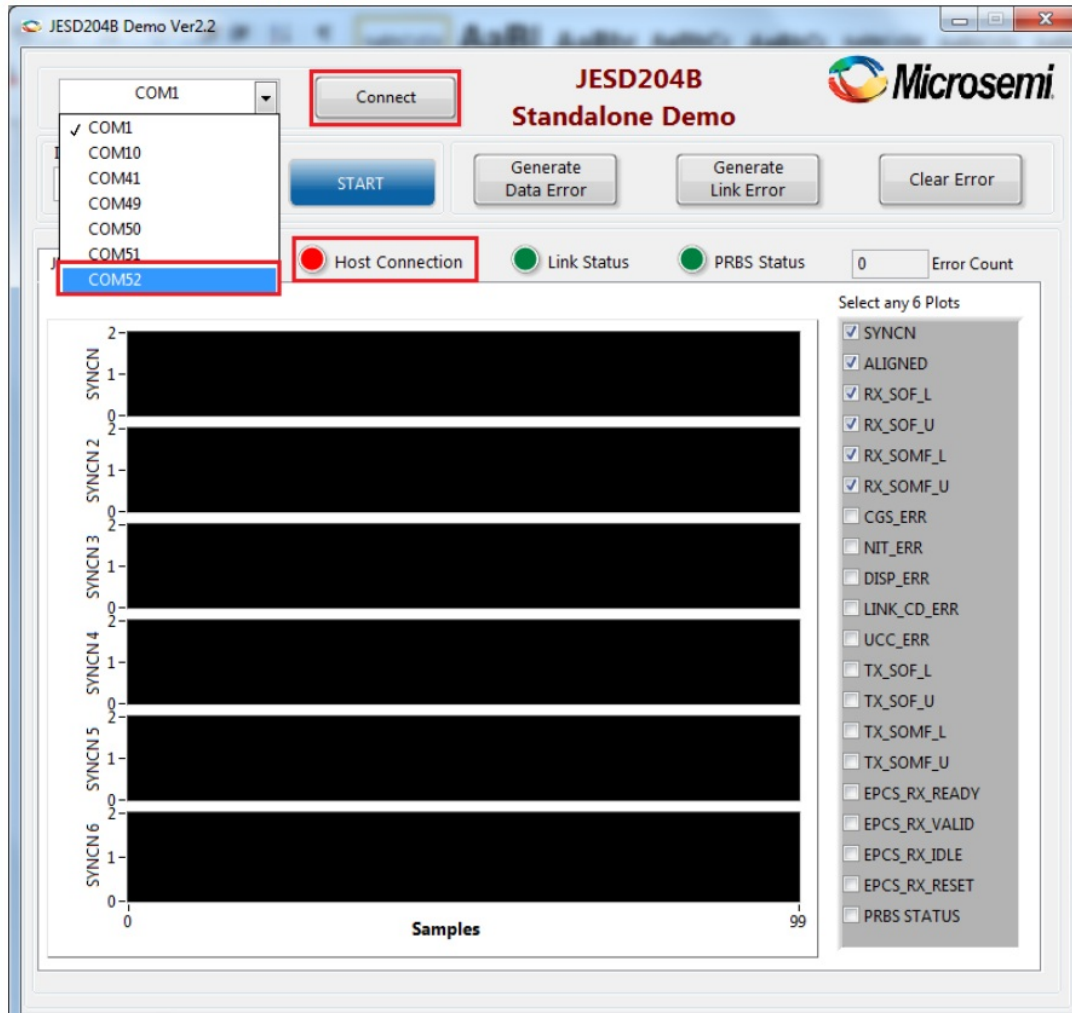 JESD204B Demo Ver2.2
COM1
Connect
JESD204B
Standalone Demo
Microsemi
COM1
COM10
COM41
COM49
COM50
COM51
COM52
START
Generate
Data Error
Generate
Link Error
Clear Error
Host Connection
Link Status
PRBS Status
0
Error Count
Select any 6 Plots
SYNCN
ALIGNED
RX_SOF_L
RX_SOF_U
RX_SOMF_L
RX_SOMF_U
CGS_ERR
NIT_ERR
DISP_ERR
LINK_CD_ERR
UCC_ERR
TX_SOF_L
TX_SOF_U
TX_SOMF_L
TX_SOMF_U
EPCS_RX_READY
EPCS_RX_VALID
EPCS_RX_IDLE
EPCS_RX_RESET
PRBS STATUS
SYNCN
2
1
0
SYNCN 2
2
1
0
SYNCN 3
2
1
0
SYNCN 4
2
1
0
SYNCN 5
2
1
0
SYNCN 6
2
1
0
0
Samples
99